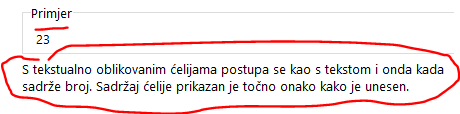 Primjer
23
S tekstualno oblikovanim ćelijama postupa se kao s tekstom i onda kada
sadrže broj. Sadržaj ćelije prikazan je točno onako kako je unesen.